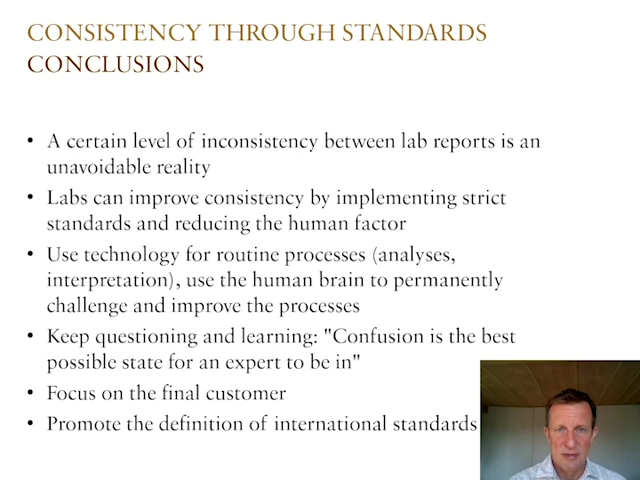 CONSISTENCY THROUGH STANDARDS
CONCLUSIONS
• A certain level of inconsistency between lab reports is an
unavoidable reality
• Labs can improve consistency by implementing strict
standards and reducing the human factor
• Use technology for routine processes (analyses,
interpretation), use the human brain to permanently
challenge and improve the processes
• Keep questioning and learning: "Confusion is the best
possible state for an expert to be in"
• Focus on the final customer
• Promote the definition of international standards